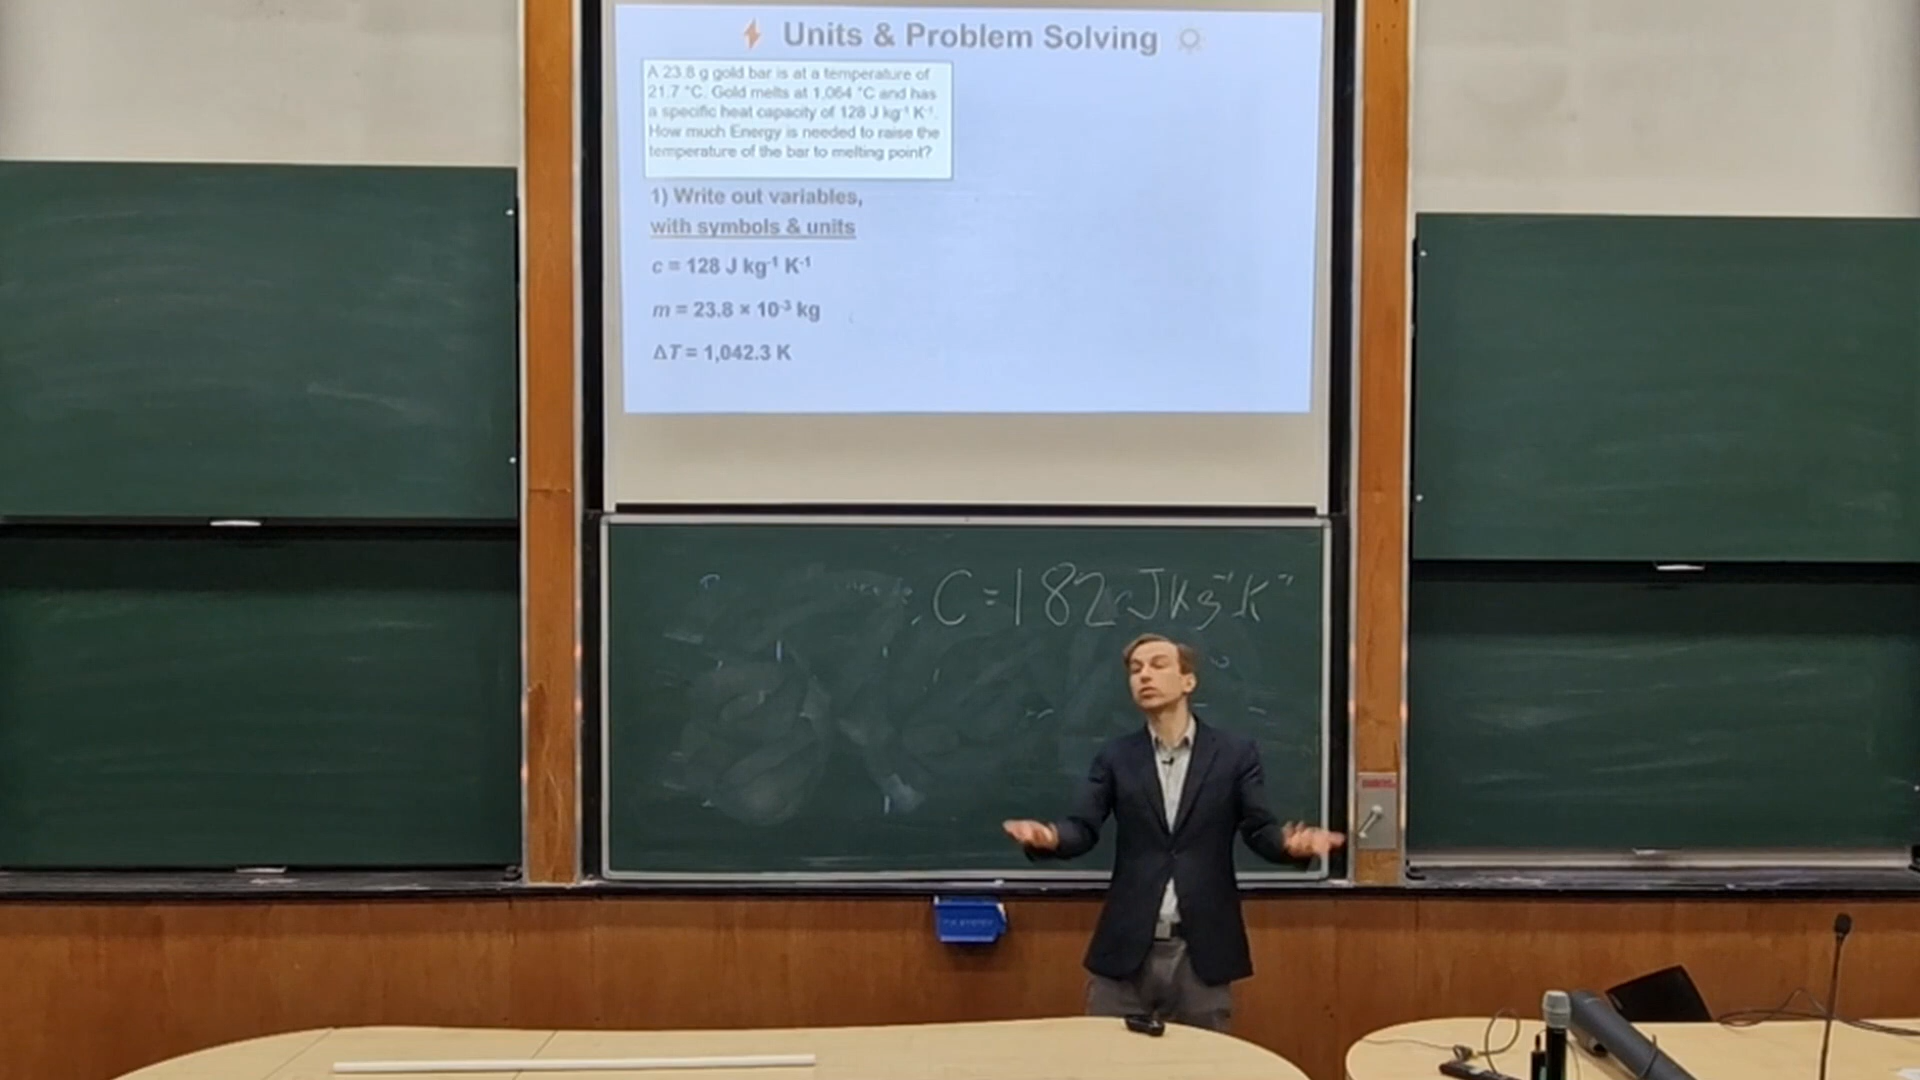 Units & Problem Solving
A 23.8 g gold bar is at a temperature of
21.7 °C. Gold melts at 1,064 °C and has
a specific heat capacity of 128 J kg⁻¹ K⁻¹.
How much Energy is needed to raise the
temperature of the bar to melting point?
1) Write out variables,
with symbols & units
c = 128 J kg⁻¹ K⁻¹
m = 23.8 × 10⁻³ kg
ΔT = 1,042.3 K
C = 182 J kg⁻¹ K⁻¹